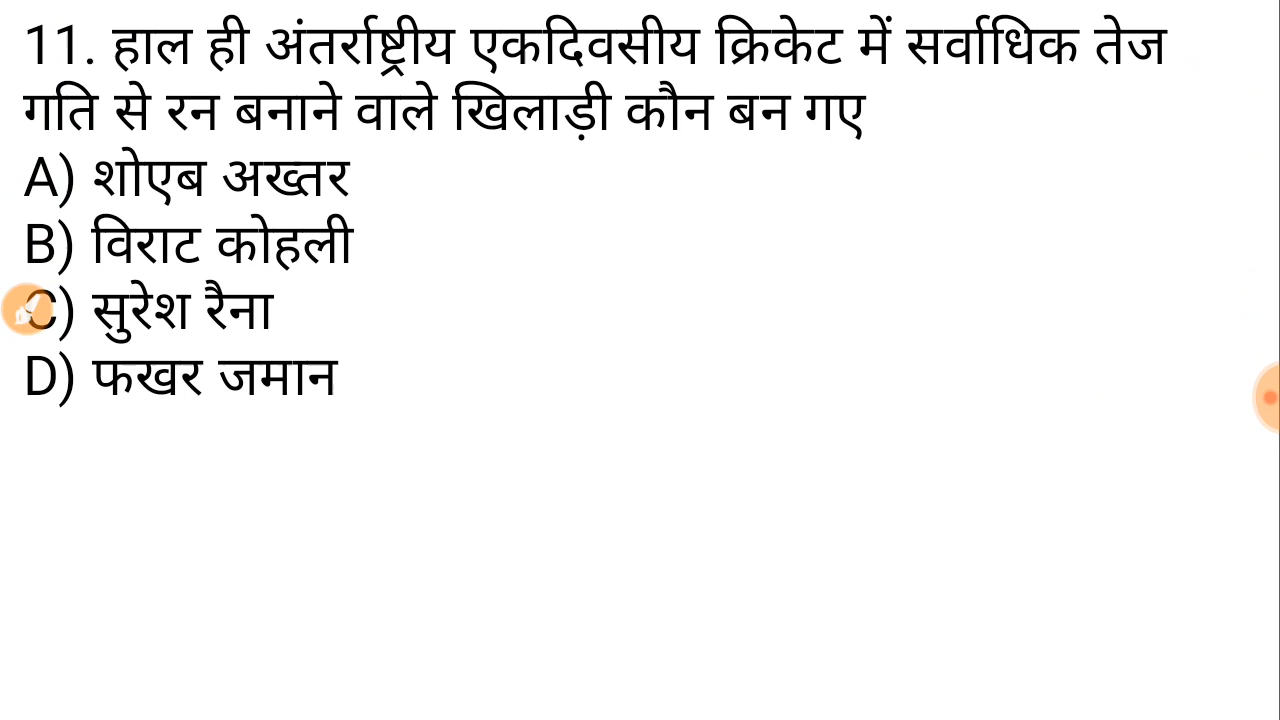 11. हाल ही अंतर्राष्ट्रीय एकदिवसीय क्रिकेट में सर्वाधिक तेज
गति से रन बनाने वाले खिलाड़ी कौन बन गए
A) शोएब अख्तर
B) विराट कोहली
C) सुरेश रैना
D) फखर जमान